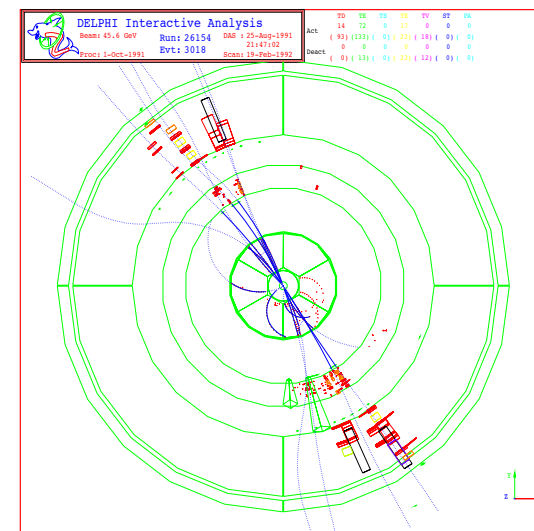 DELPHI Interactive Analysis
Beam: 45.6 GeV Run: 26154 DAS : 25-Aug-1991
21:47:02
Proc: 1-Oct-1991 Evt: 3018 Scan: 19-Feb-1992
TD TE TS TK TV ST PA
Act 14 72 0 11 0 0 0
( 93) (133) ( 0) ( 18) ( 0) ( 0)
Deact 0 0 0 0 0 0
( 0) ( 13) ( 0) ( 12) ( 0) ( 0)
Y
Z